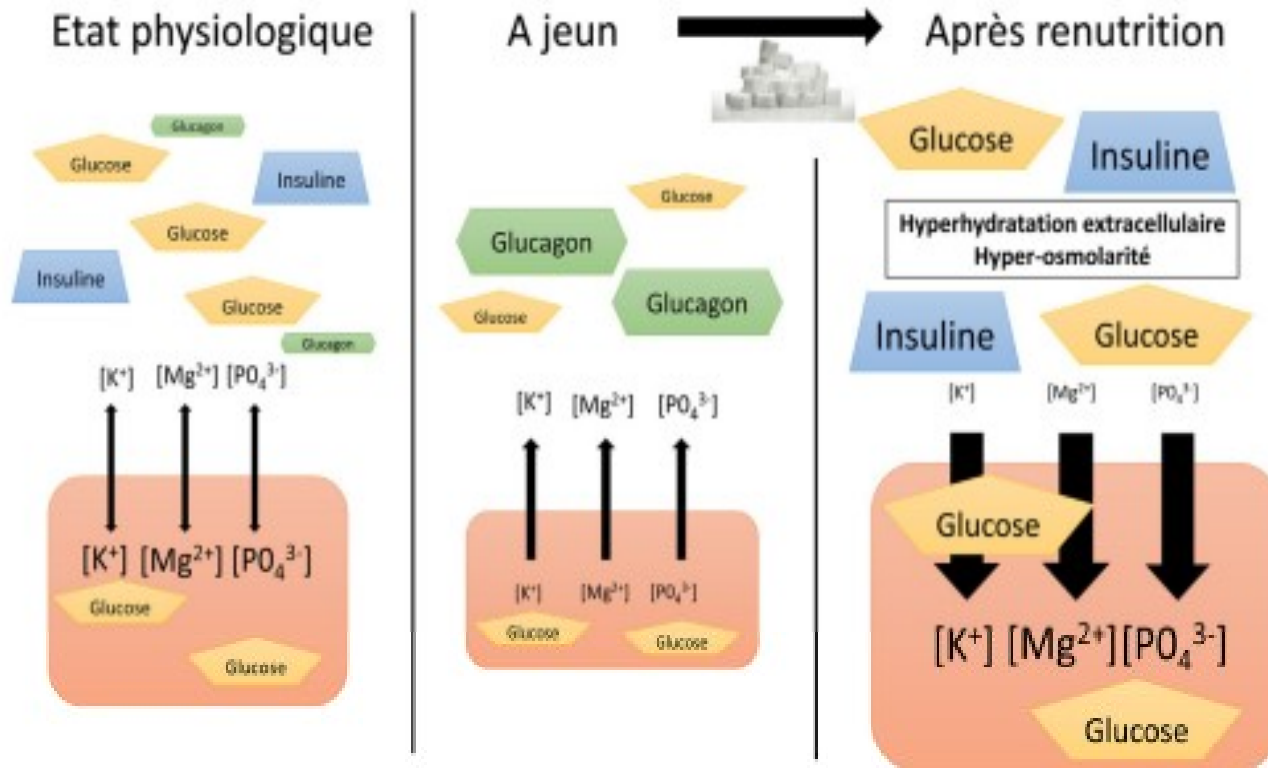 Etat physiologique
Glucagon
Glucose
Insuline
Glucose
Insuline
Glucose
Glucagon
[K⁺] [Mg²⁺] [PO₄³⁻]
[K⁺] [Mg²⁺] [PO₄³⁻]
Glucose
Glucose
A jeun
Glucose
Glucagon
Glucagon
Glucose
[K⁺] [Mg²⁺] [PO₄³⁻]
[K⁺] [Mg²⁺] [PO₄³⁻]
Glucose
Glucose
Après renutrition
Glucose
Insuline
Hyperhydratation extracellulaire
Hyper-osmolarité
Insuline
Glucose
[K⁺] [Mg²⁺] [PO₄³⁻]
Glucose
[K⁺] [Mg²⁺] [PO₄³⁻]
Glucose